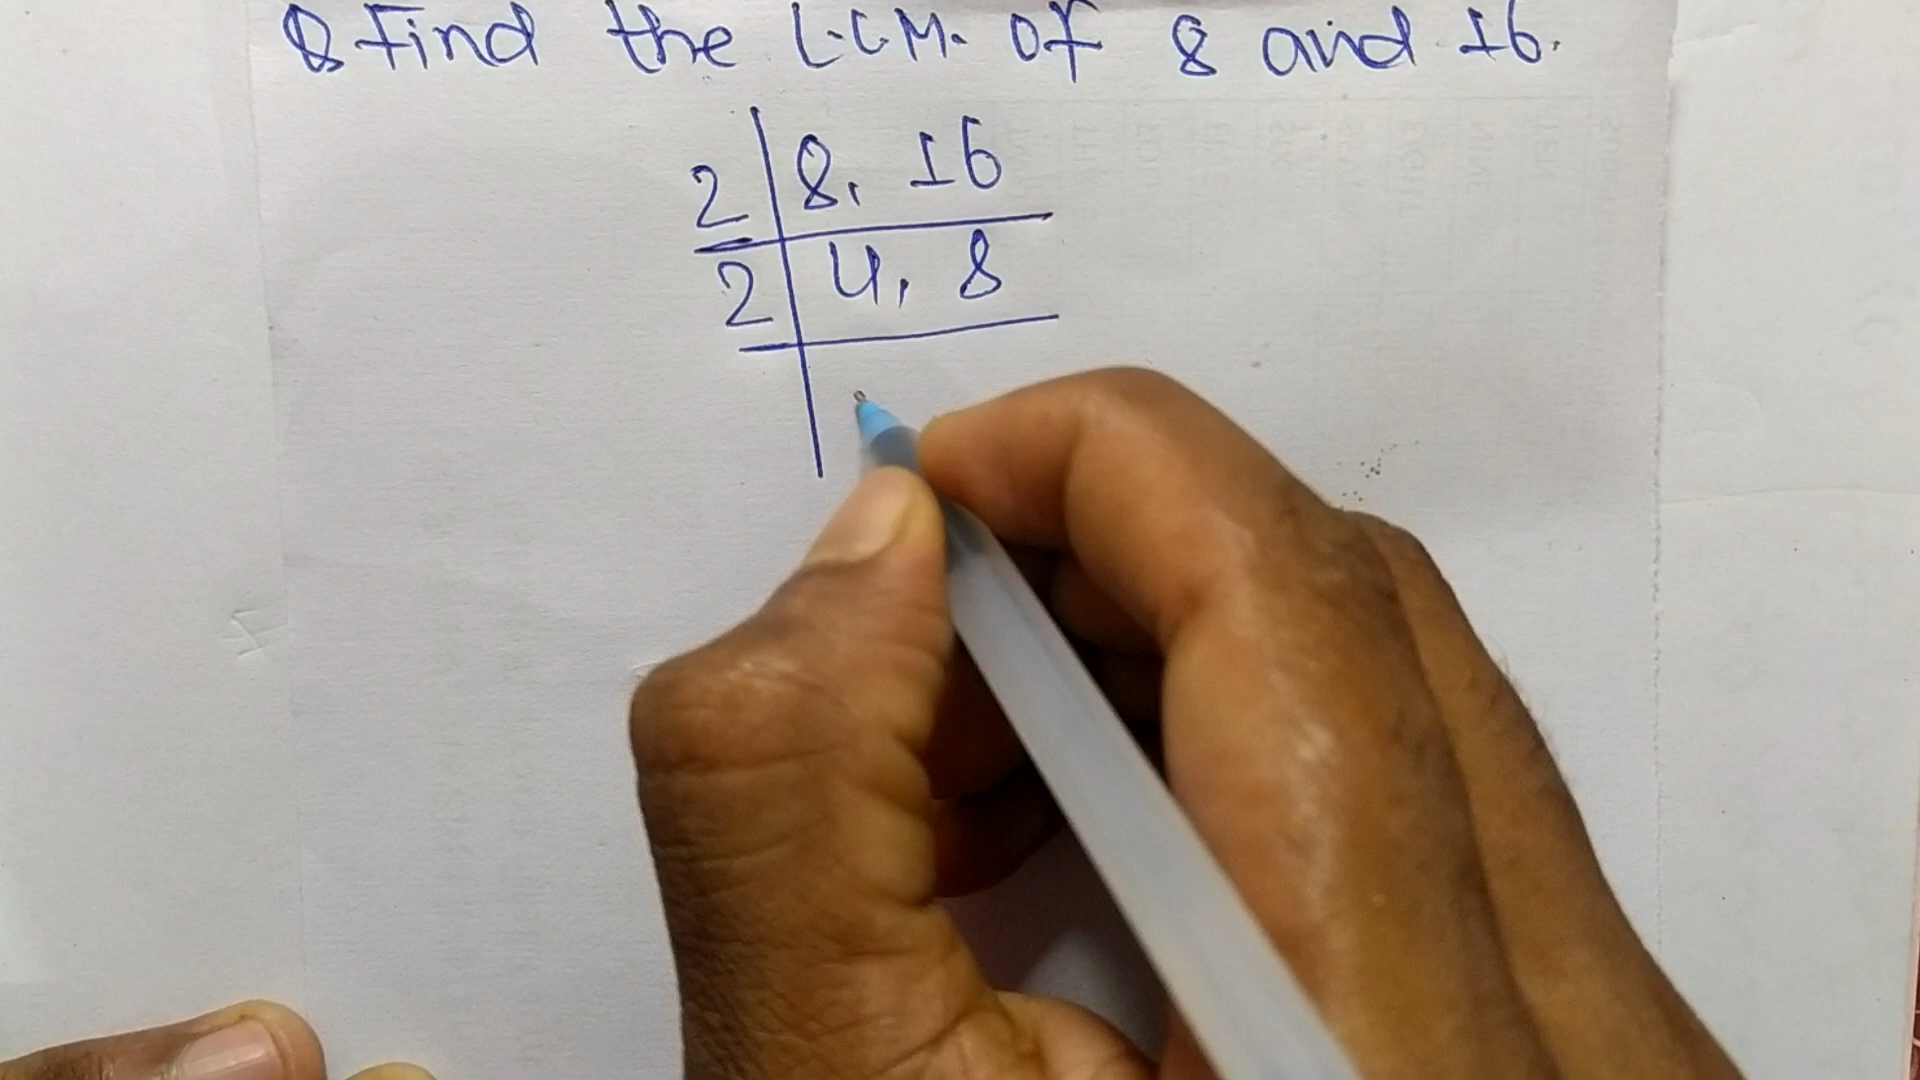 Q Find the L.C.M. of 8 and 16.
2 8, 16
2 4, 8